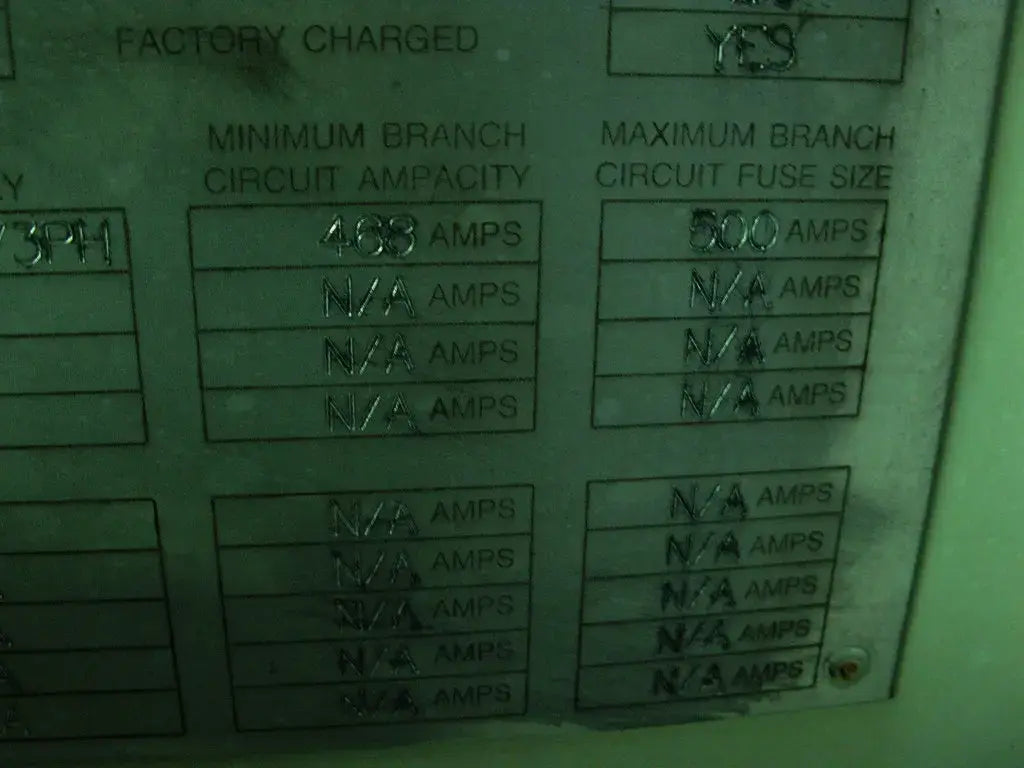 FACTORY CHARGED YES
MINIMUM BRANCH MAXIMUM BRANCH
CIRCUIT AMPACITY CIRCUIT FUSE SIZE
/3PH 468 AMPS 500 AMPS
N/A AMPS N/A AMPS
N/A AMPS N/A AMPS
N/A AMPS N/A AMPS
N/A AMPS N/A AMPS
N/A AMPS N/A AMPS
N/A AMPS N/A AMPS
N/A AMPS N/A AMPS
N/A AMPS N/A AMPS